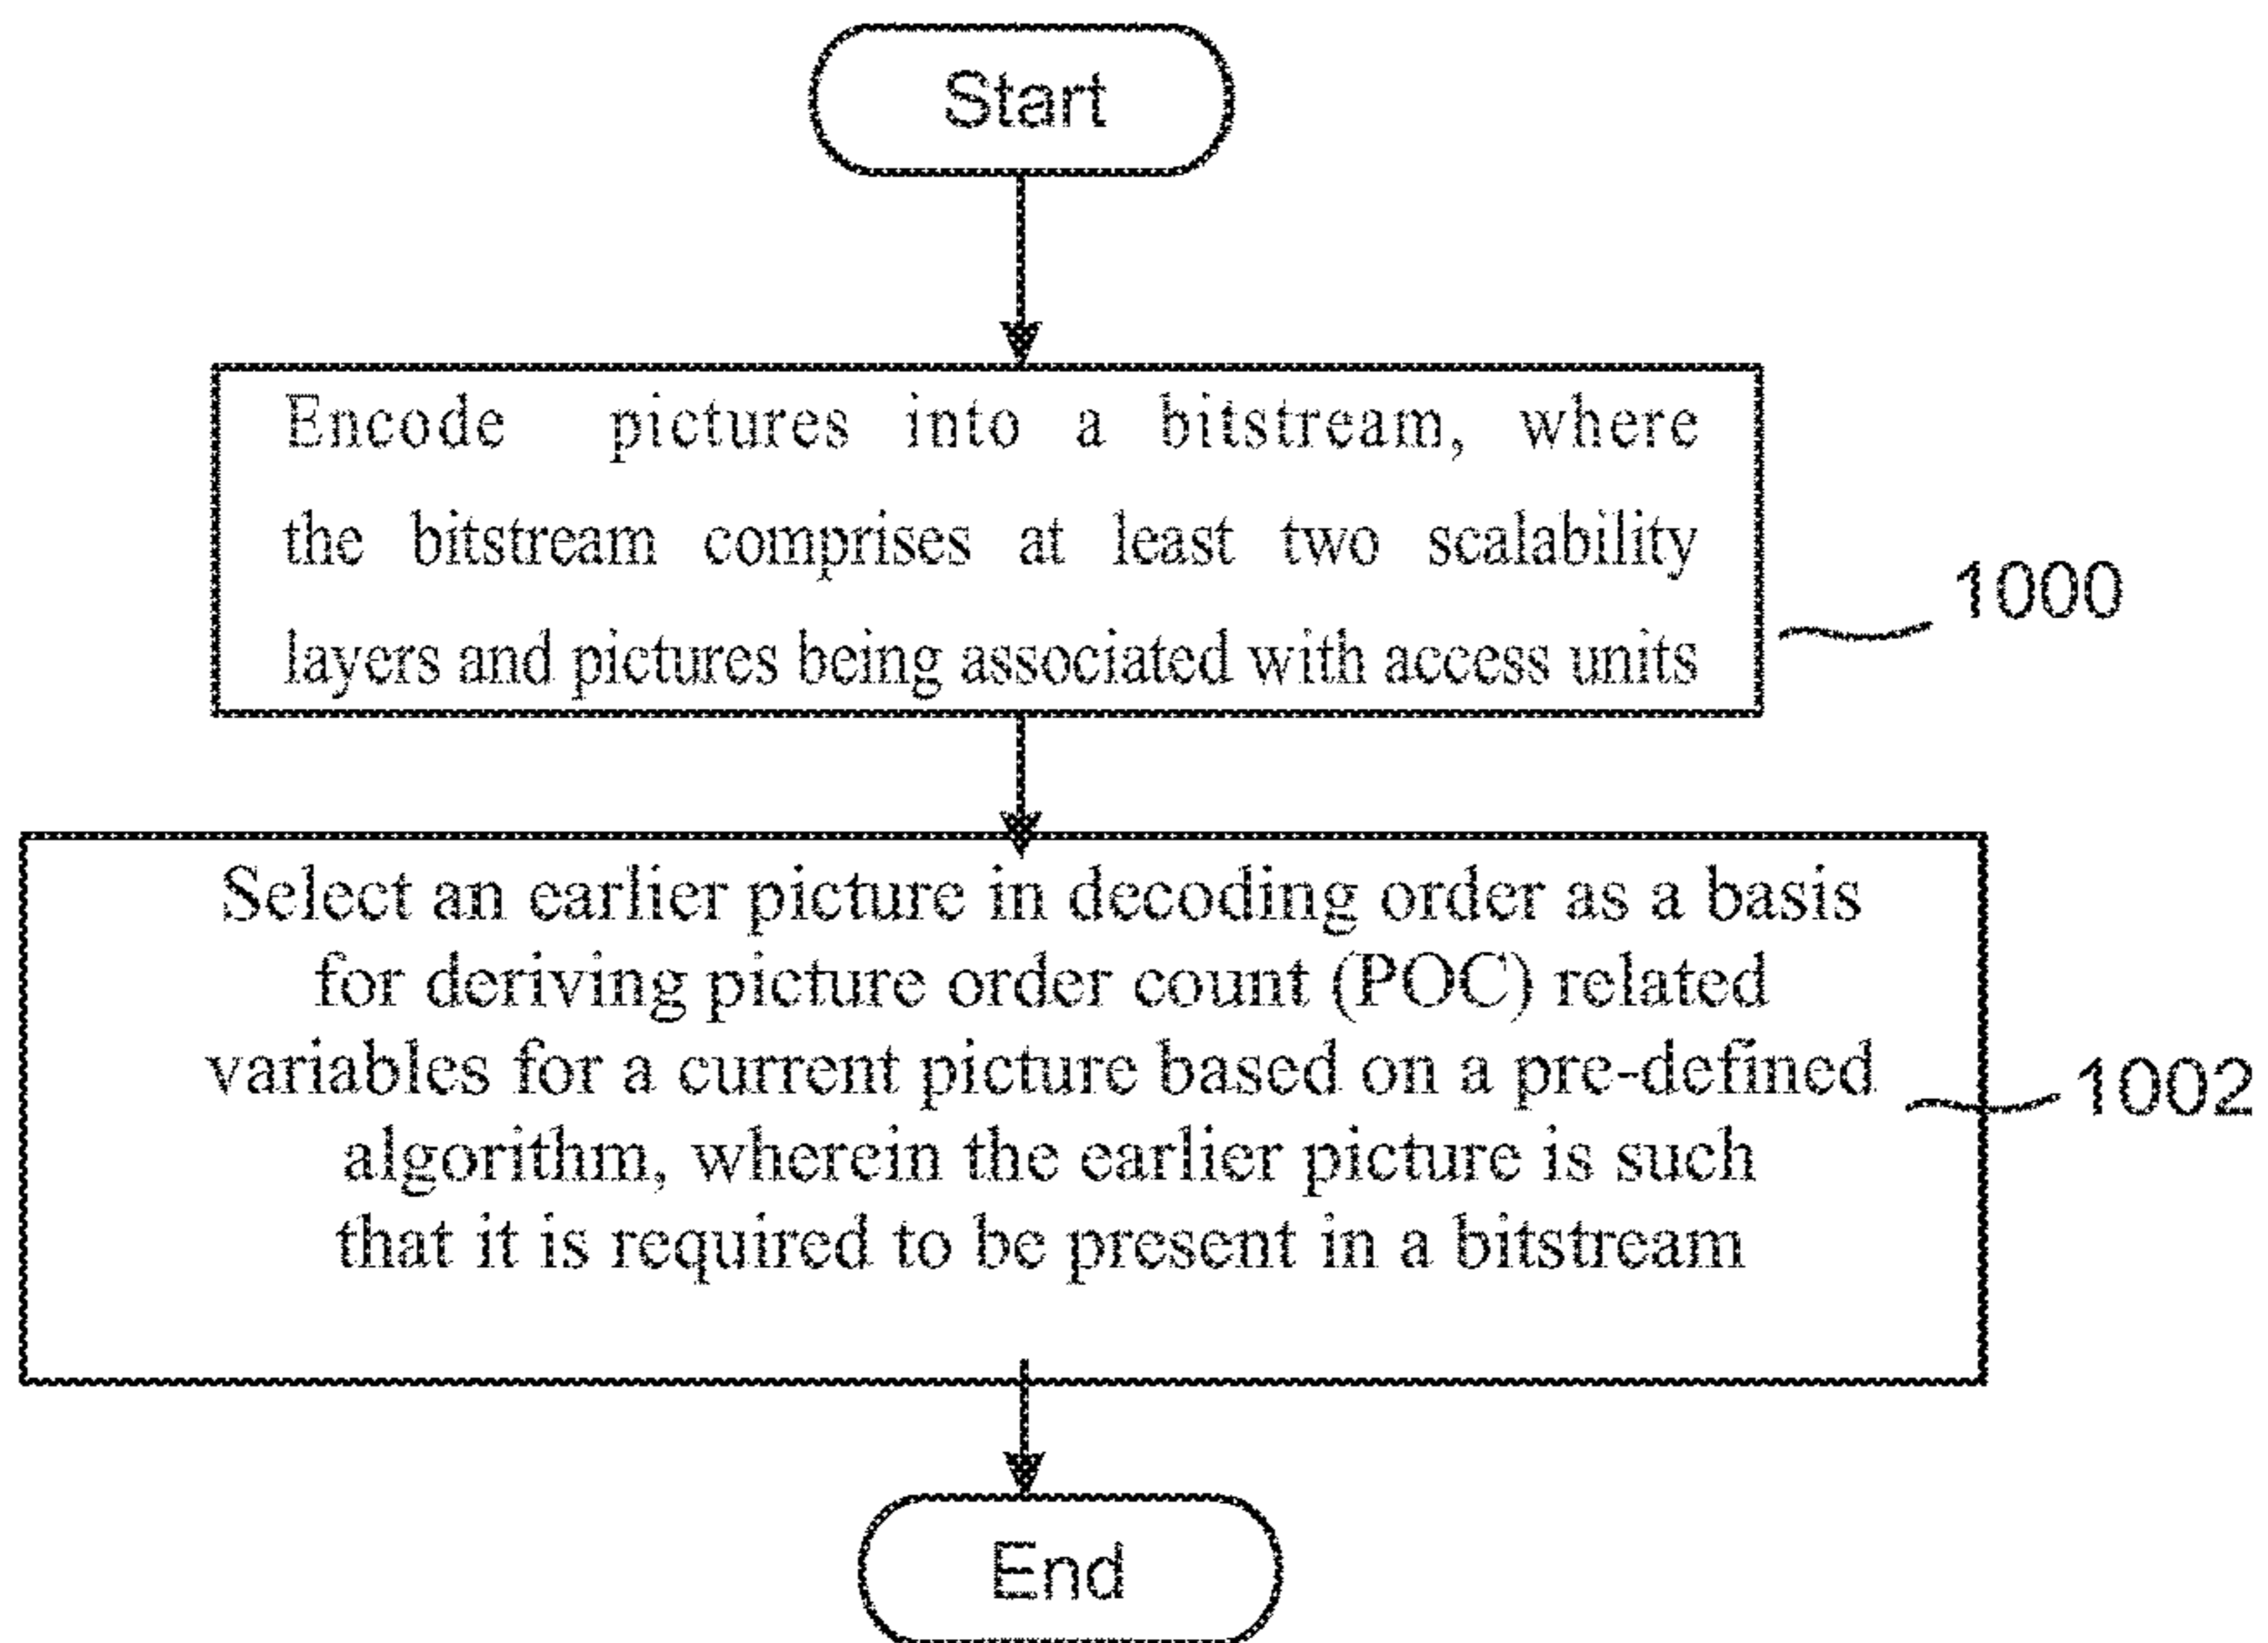 Start
Encode pictures into a bitstream, where
the bitstream comprises at least two scalability
layers and pictures being associated with access units
1000
Select an earlier picture in decoding order as a basis
for deriving picture order count (POC) related
variables for a current picture based on a pre-defined
algorithm, wherein the earlier picture is such
that it is required to be present in a bitstream
1002
End